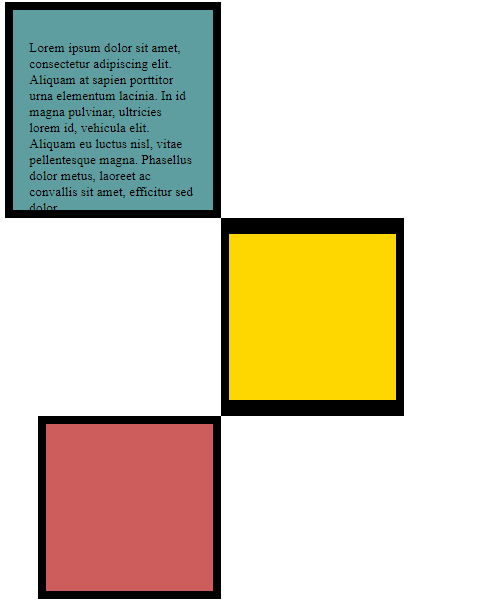 Lorem ipsum dolor sit amet,
consectetur adipiscing elit.
Aliquam at sapien porttitor
urna elementum lacinia. In id
magna pulvinar, ultricies
lorem id, vehicula elit.
Aliquam eu luctus nisl, vitae
pellentesque magna. Phasellus
dolor metus, laoreet ac
convallis sit amet, efficitur sed
dolor